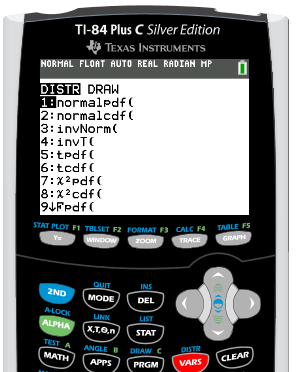 TI-84 Plus C Silver Edition
TEXAS INSTRUMENTS
NORMAL FLOAT AUTO REAL RADIAN MP
DISTR DRAW
1:normalpdf(
2:normalcdf(
3:invNorm(
4:invT(
5:tpdf(
6:tcdf(
7:χ²pdf(
8:χ²cdf(
9↓Fpdf(
STAT PLOT F1 TBLSET F2 FORMAT F3 CALC F4 TABLE F5
Y= WINDOW ZOOM TRACE GRAPH
QUIT INS
2ND MODE DEL
A-LOCK LINK LIST
ALPHA X,T,θ,n STAT
TEST A ANGLE B DRAW C DISTR
MATH APPS PRGM VARS CLEAR